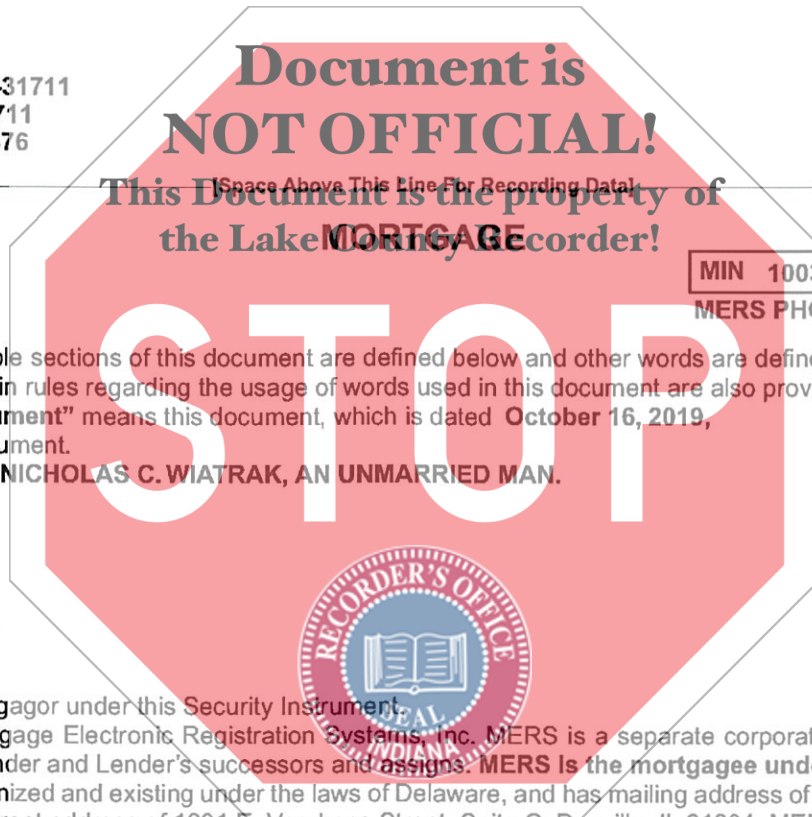 Document is
NOT OFFICIAL!
This Document is the property of
the Lake County Recorder!
31711
711
76
[Space Above This Line For Recording Data]
MORTGAGE
MIN 1003
MERS PHO
ple sections of this document are defined below and other words are define
in rules regarding the usage of words used in this document are also prov
ument” means this document, which is dated October 16, 2019,
ument.
NICHOLAS C. WIATRAK, AN UNMARRIED MAN.
STOP
RECORDER'S OFFICE
SEAL
INDIANA
gagor under this Security Instrument.
gage Electronic Registration Systems, Inc. MERS is a separate corporat
nder and Lender's successors and assigns. MERS Is the mortgagee und
nized and existing under the laws of Delaware, and has mailing address of